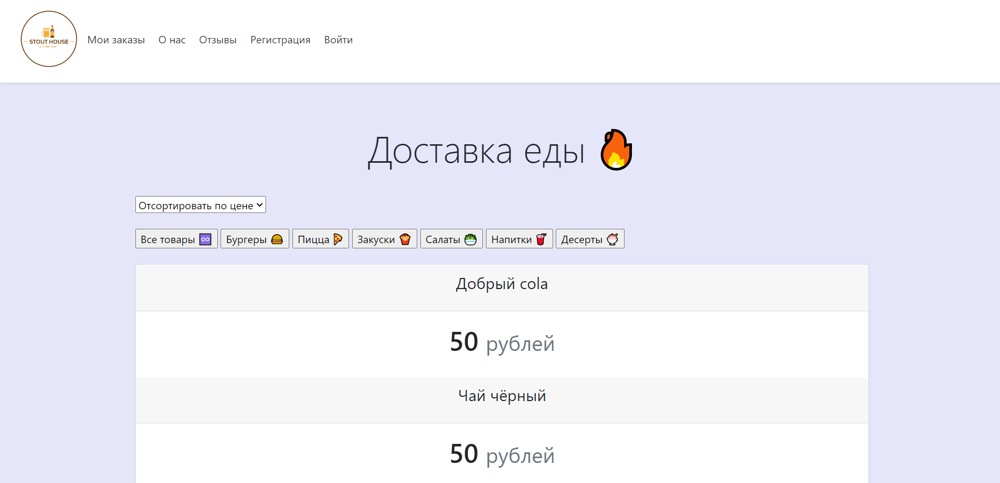 STOUT HOUSE
Мои заказы О нас Отзывы Регистрация Войти
Доставка еды
Отсортировать по цене
Все товары Бургеры Пицца Закуски Салаты Напитки Десерты
Добрый cola
50 рублей
Чай чёрный
50 рублей